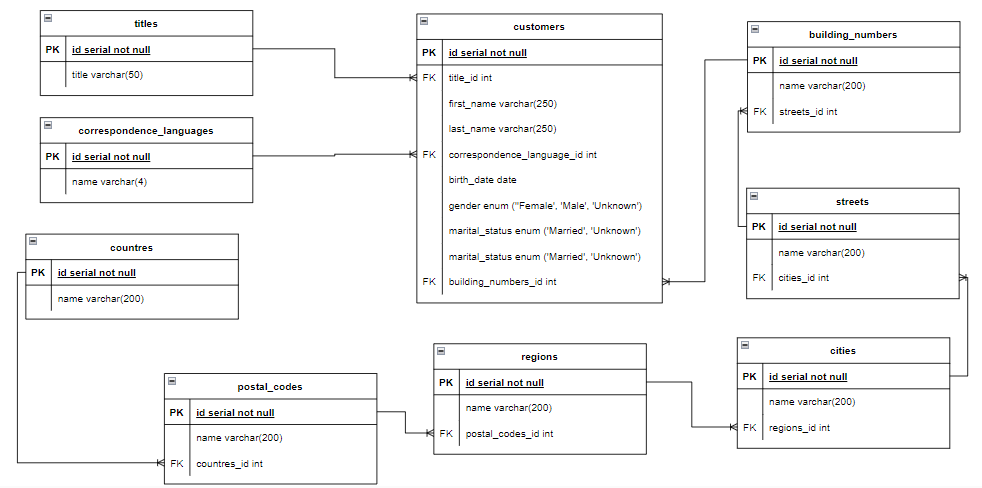 titles
PK id serial not null
title varchar(50)
correspondence_languages
PK id serial not null
name varchar(4)
countres
PK id serial not null
name varchar(200)
postal_codes
PK id serial not null
name varchar(200)
FK countres_id int
customers
PK id serial not null
FK title_id int
first_name varchar(250)
last_name varchar(250)
FK correspondence_language_id int
birth_date date
gender enum ("Female', 'Male', 'Unknown')
marital_status enum ('Married', 'Unknown')
marital_status enum ('Married', 'Unknown')
FK building_numbers_id int
regions
PK id serial not null
name varchar(200)
FK postal_codes_id int
building_numbers
PK id serial not null
name varchar(200)
FK streets_id int
streets
PK id serial not null
name varchar(200)
FK cities_id int
cities
PK id serial not null
name varchar(200)
FK regions_id int